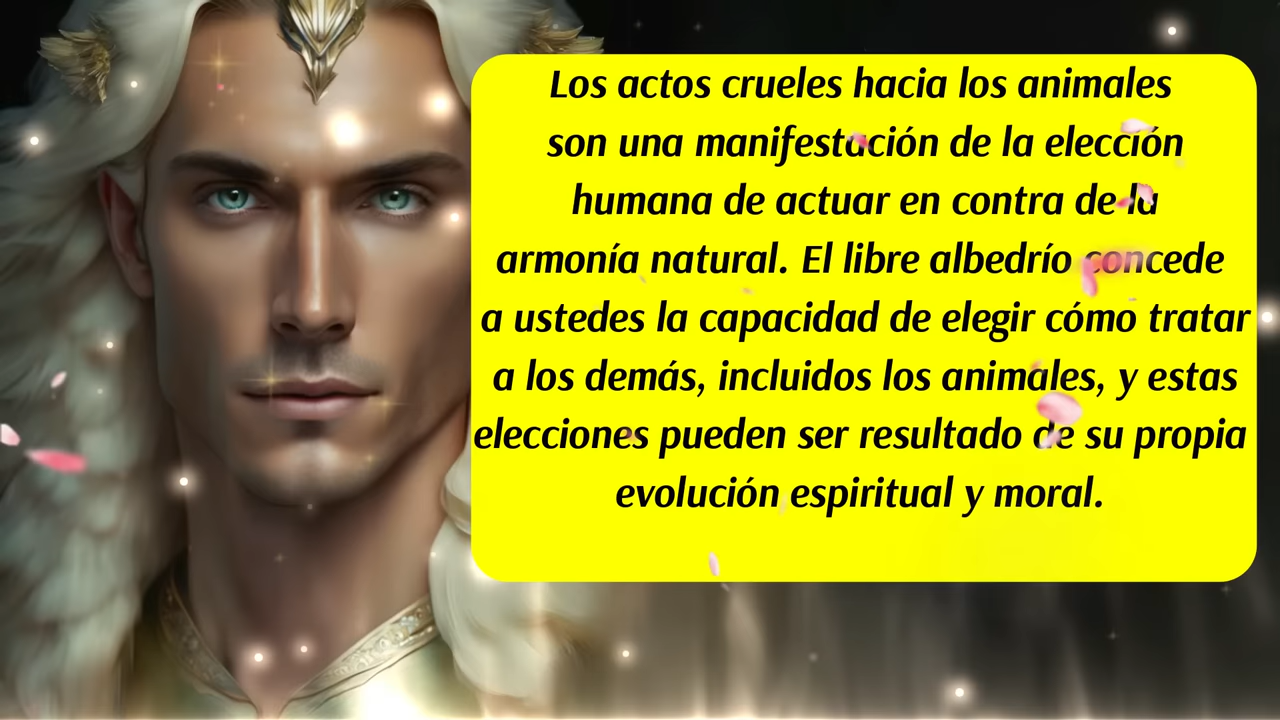 Los actos crueles hacia los animales
son una manifestación de la elección
humana de actuar en contra de la
armonía natural. El libre albedrío concede
a ustedes la capacidad de elegir cómo tratar
a los demás, incluidos los animales, y estas
elecciones pueden ser resultado de su propia
evolución espiritual y moral.